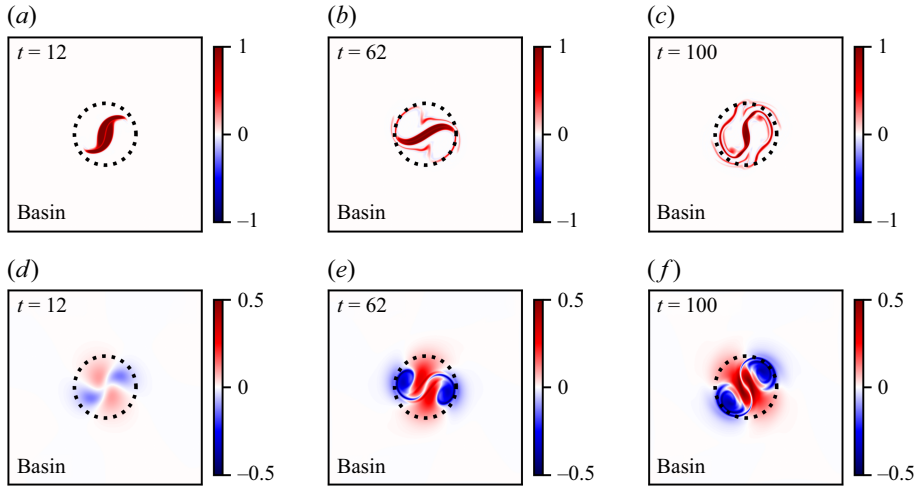 (a) (b) (c)
t = 12 1 t = 62 1 t = 100 1
0 0 0
Basin –1 Basin –1 Basin –1
(d) (e) (f)
t = 12 0.5 t = 62 0.5 t = 100 0.5
0 0 0
Basin –0.5 Basin –0.5 Basin –0.5